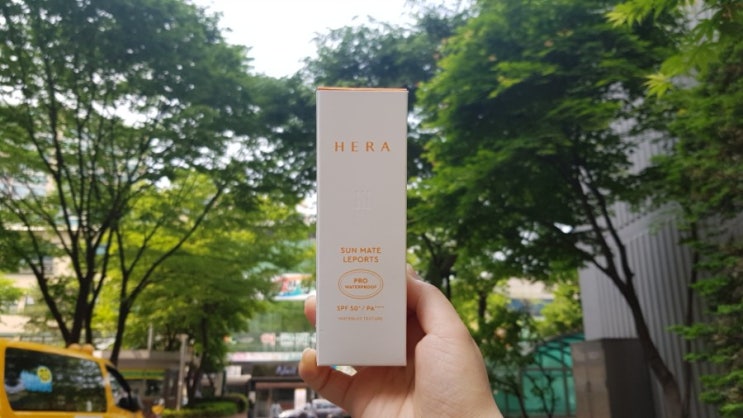 HERA
SUN MATE
LEPORTS
PRO
WATERPROOF
SPF 50+/ PA++++